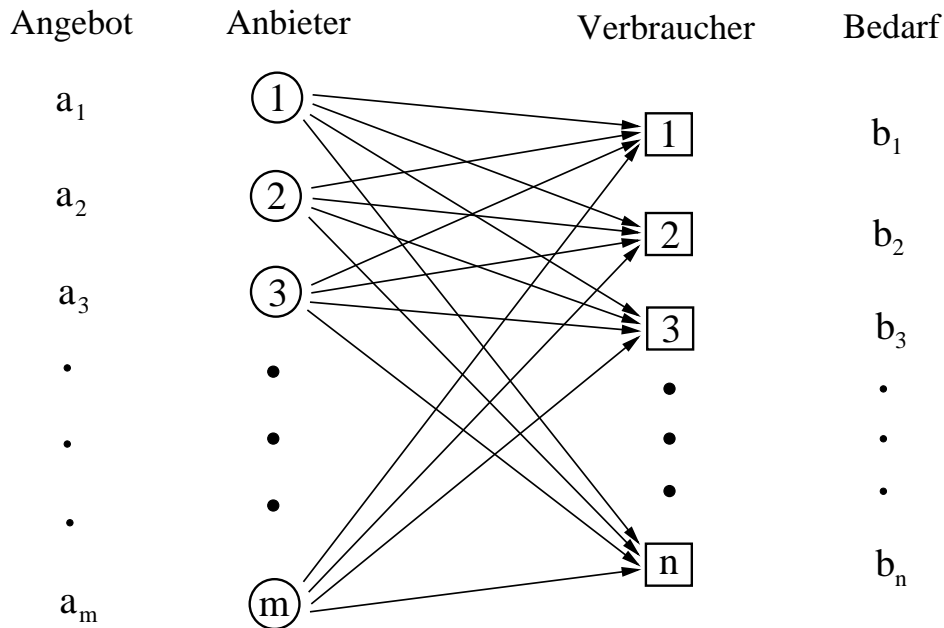 Angebot Anbieter Verbraucher Bedarf
a1 1 1 b1
a2 2 2 b2
a3 3 3 b3
am m n bn